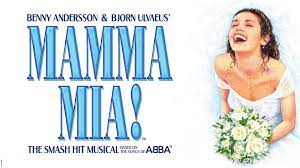 BENNY ANDERSSON & BJORN ULVAEUS'
MAMMA
MIA!
THE SMASH HIT MUSICAL BASED ON THE SONGS OF ABBA